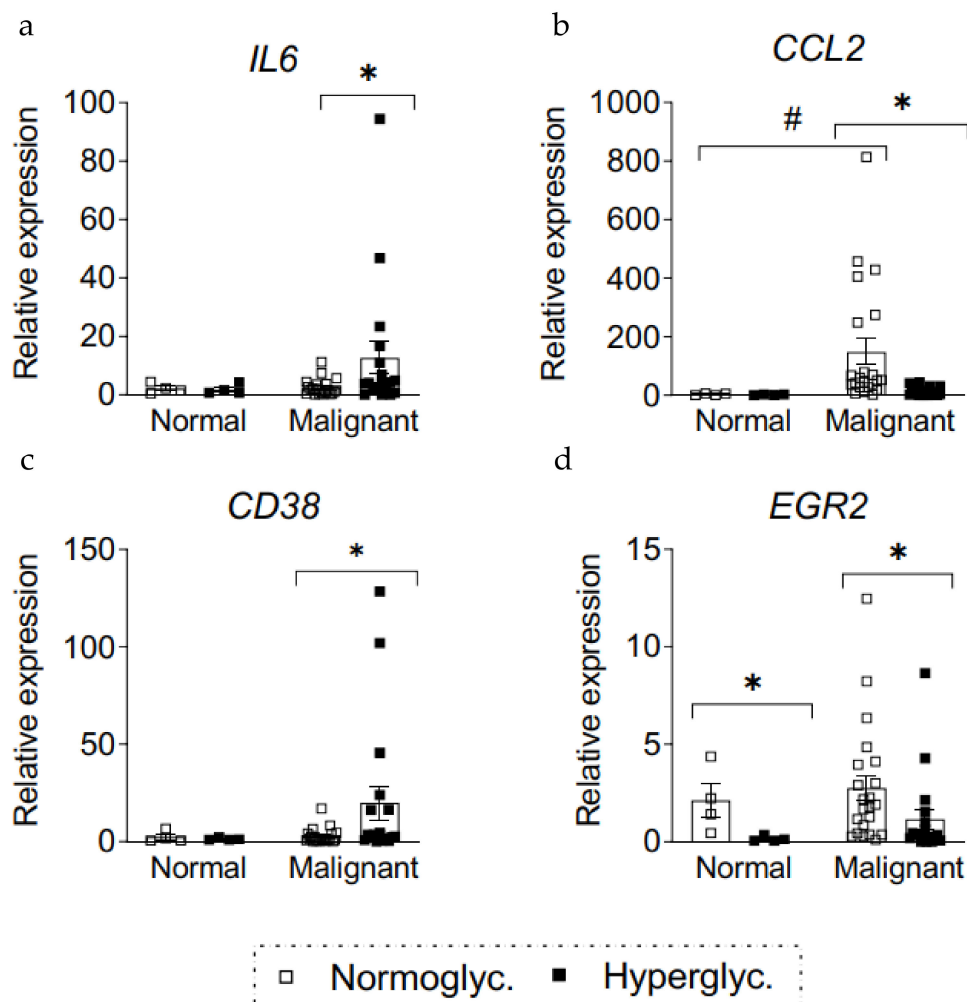 a
IL6
*
Relative expression
100
80
60
40
20
0
Normal Malignant
b
CCL2
# *
Relative expression
1000
800
600
400
200
0
Normal Malignant
c
CD38
*
Relative expression
150
100
50
0
Normal Malignant
d
EGR2
* *
Relative expression
15
10
5
0
Normal Malignant
Normoglyc. Hyperglyc.